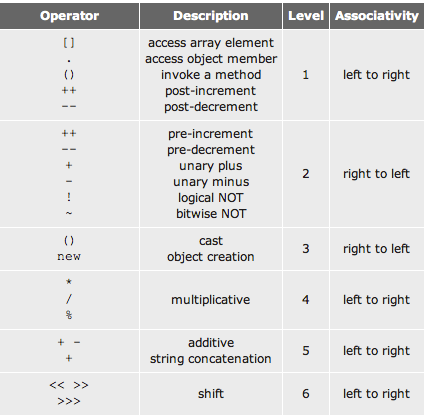 Operator Description Level Associativity
[] access array element
. access object member
() invoke a method 1 left to right
++ post-increment
-- post-decrement
++ pre-increment
-- pre-decrement
+ unary plus
- unary minus 2 right to left
! logical NOT
~ bitwise NOT
() cast 3 right to left
new object creation
*
/ multiplicative 4 left to right
%
+ - additive 5 left to right
+ string concatenation
<< >> shift 6 left to right
>>>